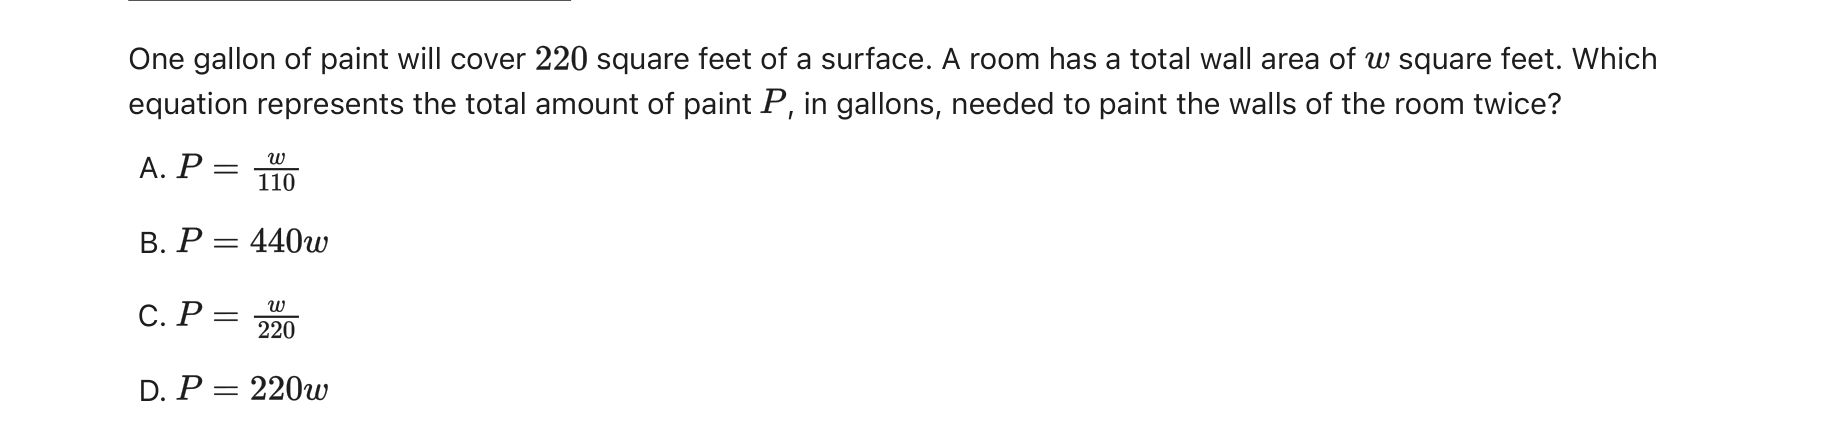 One gallon of paint will cover 220 square feet of a surface. A room has a total wall area of w square feet. Which
equation represents the total amount of paint P, in gallons, needed to paint the walls of the room twice?
A. P = w/110
B. P = 440w
C. P = w/220
D. P = 220w